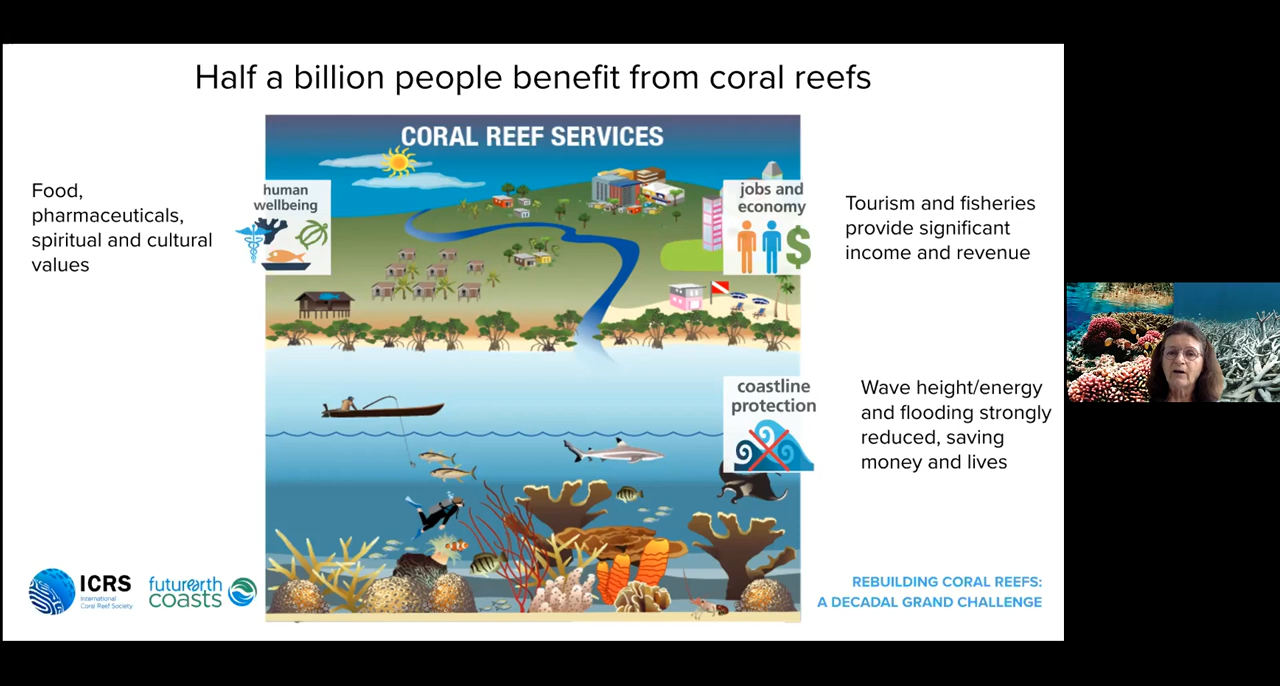 Half a billion people benefit from coral reefs
CORAL REEF SERVICES
Food,
pharmaceuticals,
spiritual and cultural
values
human
wellbeing
jobs and
economy
$
Tourism and fisheries
provide significant
income and revenue
coastline
protection
Wave height/energy
and flooding strongly
reduced, saving
money and lives
ICRS
International
Coral Reef Society
futurearth
coasts
REBUILDING CORAL REEFS:
A DECADAL GRAND CHALLENGE